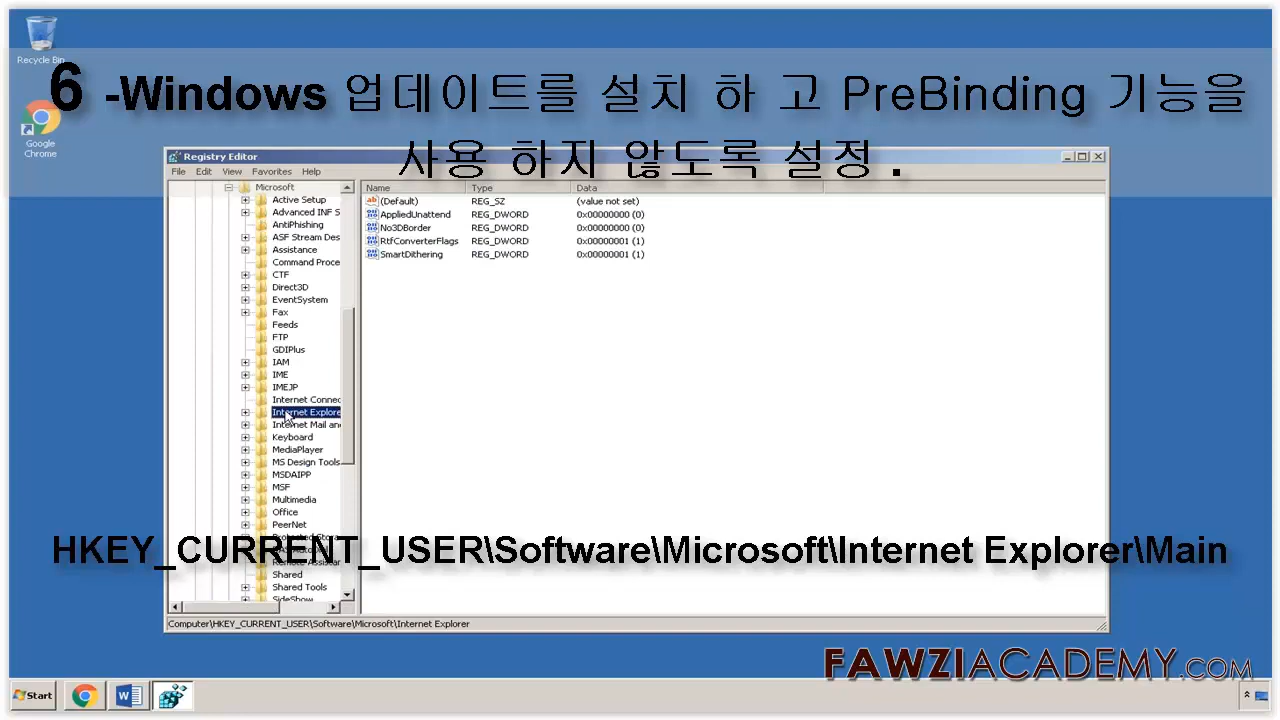 Recycle Bin
6 -Windows 업데이트를 설치 하 고 PreBinding 기능을
사용 하지 않도록 설정 .
Google
Chrome
Registry Editor
File Edit View Favorites Help
Microsoft
Active Setup
Advanced INF S
AntiPhishing
ASF Stream Des
Assistance
Command Proce
CTF
Direct3D
EventSystem
Fax
Feeds
FTP
GDIPlus
IAM
IME
IMEJP
Internet Connec
Internet Explore
Internet Mail an
Keyboard
MediaPlayer
MS Design Tools
MSDAIPP
MSF
Multimedia
Office
PeerNet
Shared
Shared Tools
SideShow
Name Type Data
(Default) REG_SZ (value not set)
AppliedUnattend REG_DWORD 0x00000000 (0)
No3DBorder REG_DWORD 0x00000000 (0)
RtfConverterFlags REG_DWORD 0x00000001 (1)
SmartDithering REG_DWORD 0x00000001 (1)
HKEY_CURRENT_USER\Software\Microsoft\Internet Explorer\Main
Computer\HKEY_CURRENT_USER\Software\Microsoft\Internet Explorer
FAWZIACADEMY.COM
Start